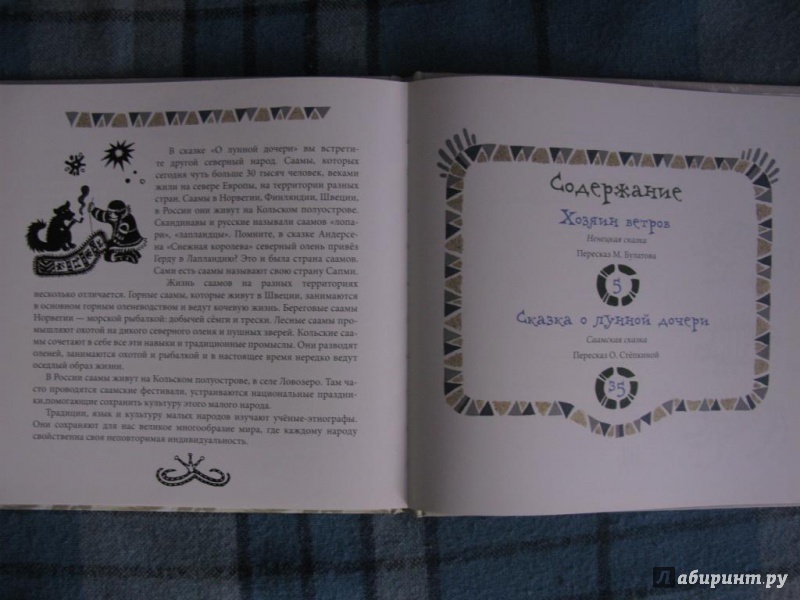 В сказке «О лунной дочери» вы встрети-
те другой северный народ. Саамы, которых
сегодня чуть больше 30 тысяч человек, веками
жили на севере Европы, на территории разных
стран. Саамы в Норвегии, Финляндии, Швеции,
в России они живут на Кольском полуострове.
Скандинавы и русские называли саамов «лопа-
ри», «лапландцы». Помните, в сказке Андерсе-
на «Снежная королева» северный олень привёз
Герду в Лапландию? Это и была страна саамов.
Сами есть саамы называют свою страну Сапми.
Жизнь саамов на разных территориях
несколько отличается. Горные саамы, которые живут в Швеции, занимаются
в основном горным оленеводством и ведут кочевую жизнь. Береговые саамы
Норвегии — морской рыбалкой: добычей сёмги и трески. Лесные саамы про-
мышляют охотой на дикого северного оленя и пушных зверей. Кольские саа-
мы сочетают в себе все эти навыки и традиционные промыслы. Они разводят
оленей, занимаются охотой и рыбалкой и в настоящее время нередко ведут
оседлый образ жизни.
В России саамы живут на Кольском полуострове, в селе Ловозеро. Там ча-
сто проводятся саамские фестивали, устраиваются национальные праздни-
ки,помогающие сохранить культуру этого малого народа.
Традиции, язык и культуру малых народов изучают учёные-этнографы.
Они сохраняют для нас великое многообразие мира, где каждому народу
свойственна своя неповторимая индивидуальность.
Содержание
Хозяин ветров
Ненецкая сказка
Пересказ М. Булатова
5
Сказка о лунной дочери
Саамская сказка
Пересказ О. Стёпкиной
35
Лабиринт.ру